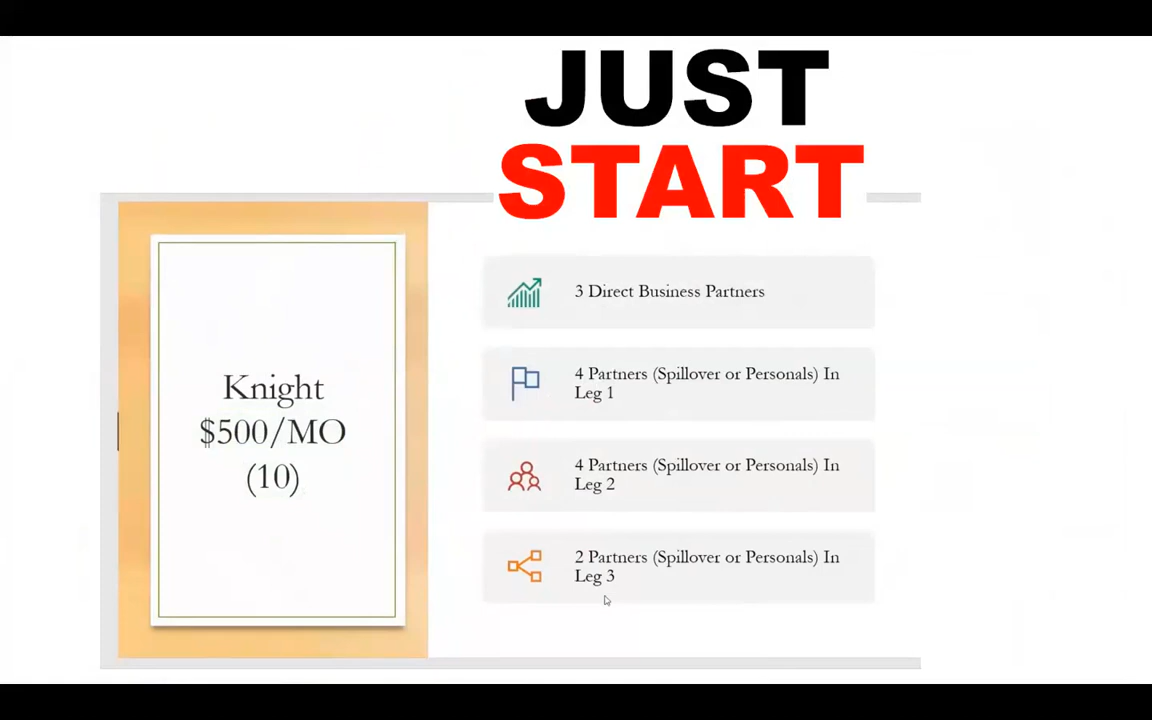 JUST
START
Knight
$500/MO
(10)
3 Direct Business Partners
4 Partners (Spillover or Personals) In
Leg 1
4 Partners (Spillover or Personals) In
Leg 2
2 Partners (Spillover or Personals) In
Leg 3